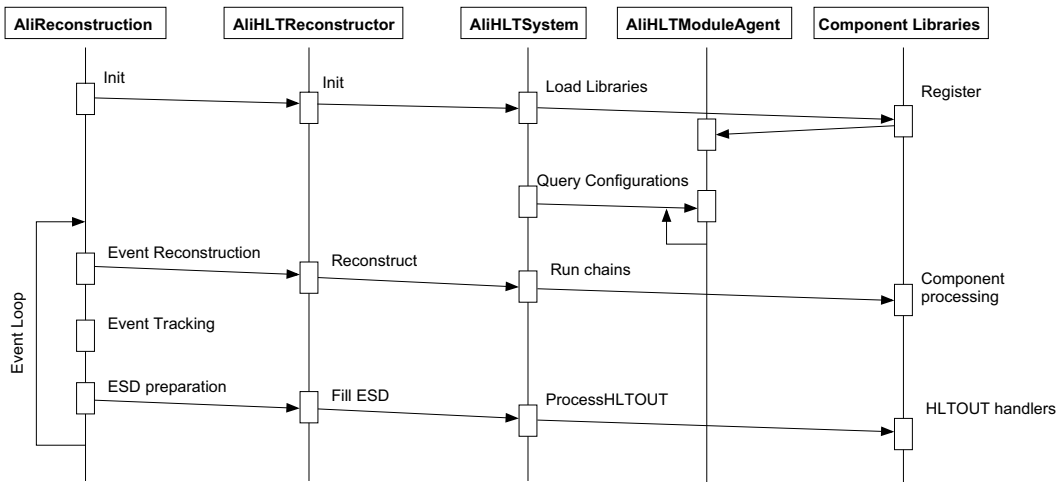 AliReconstruction
AliHLTReconstructor
AliHLTSystem
AliHLTModuleAgent
Component Libraries
Init
Init
Load Libraries
Register
Query Configurations
Event Loop
Event Reconstruction
Reconstruct
Run chains
Component
processing
Event Tracking
ESD preparation
Fill ESD
ProcessHLTOUT
HLTOUT handlers